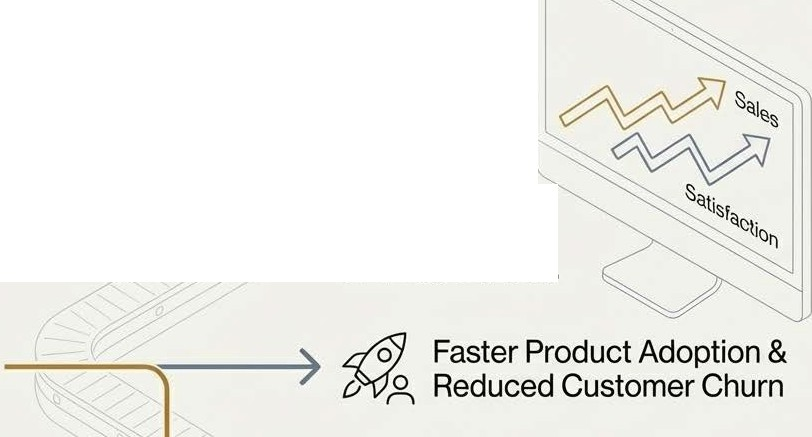 Sales
Satisfaction
Faster Product Adoption &
Reduced Customer Churn